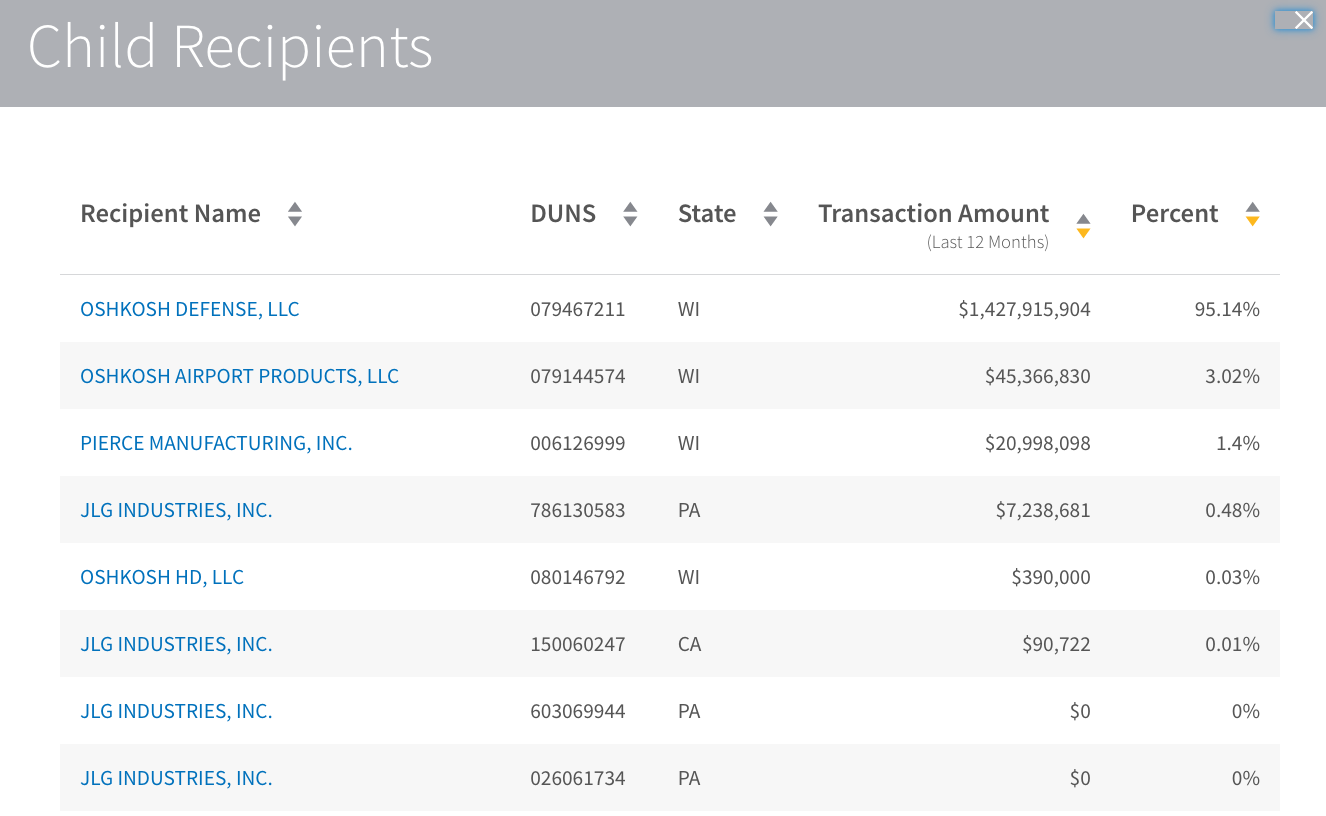 Child Recipients
Recipient Name DUNS State Transaction Amount Percent
(Last 12 Months)
OSHKOSH DEFENSE, LLC 079467211 WI $1,427,915,904 95.14%
OSHKOSH AIRPORT PRODUCTS, LLC 079144574 WI $45,366,830 3.02%
PIERCE MANUFACTURING, INC. 006126999 WI $20,998,098 1.4%
JLG INDUSTRIES, INC. 786130583 PA $7,238,681 0.48%
OSHKOSH HD, LLC 080146792 WI $390,000 0.03%
JLG INDUSTRIES, INC. 150060247 CA $90,722 0.01%
JLG INDUSTRIES, INC. 603069944 PA $0 0%
JLG INDUSTRIES, INC. 026061734 PA $0 0%